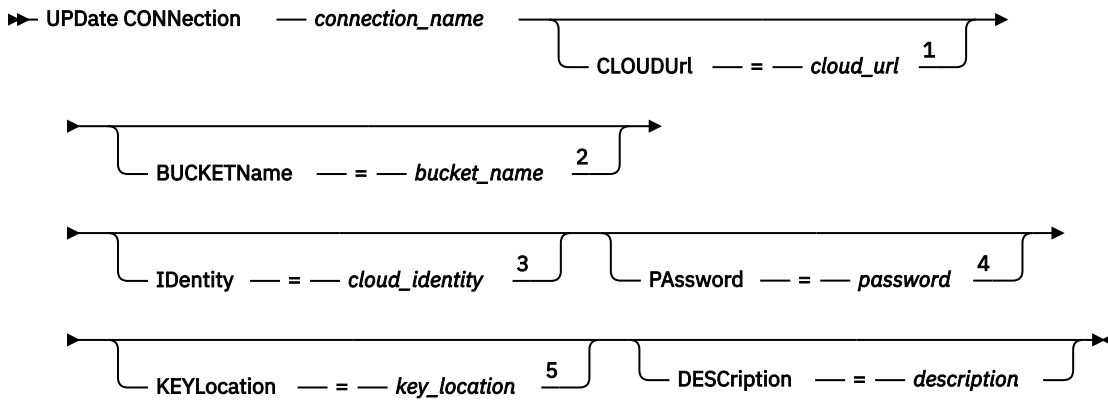 UPDate CONNection — connection_name
CLOUDUrl — = — cloud_url 1
BUCKETName — = — bucket_name 2
IDentity — = — cloud_identity 3 PAssword — = — password 4
KEYLocation — = — key_location 5 DESCription — = — description